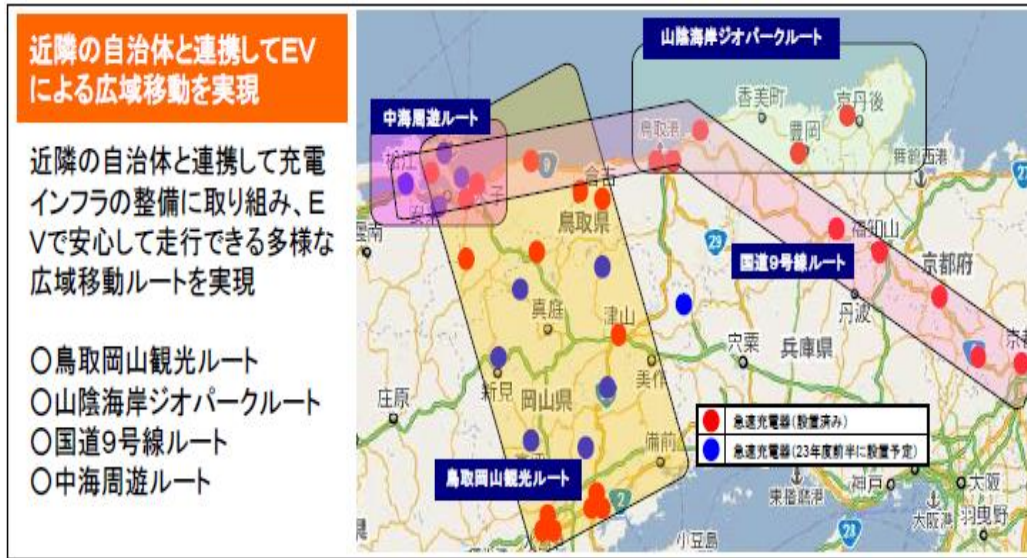 近隣の自治体と連携してEV
による広域移動を実現
近隣の自治体と連携して充電
インフラの整備に取り組み、E
Vで安心して走行できる多様な
広域移動ルートを実現
○鳥取岡山観光ルート
○山陰海岸ジオパークルート
○国道9号線ルート
○中海周遊ルート
山陰海岸ジオパークルート
中海周遊ルート
香美町
京丹後
鳥取港
豊岡
舞鶴西港
27
松江
9
倉吉
鳥取県
29
福知山
国道9号線ルート
京都府
真庭
津山
丹波
宍粟
兵庫県
京都
新見
美作
庄原
岡山県
備前
急速充電器(設置済み)
急速充電器(23年度前半に設置予定)
鳥取岡山観光ルート
2
東播磨港
神戸
大阪
大阪港
羽曳野
小豆島
28